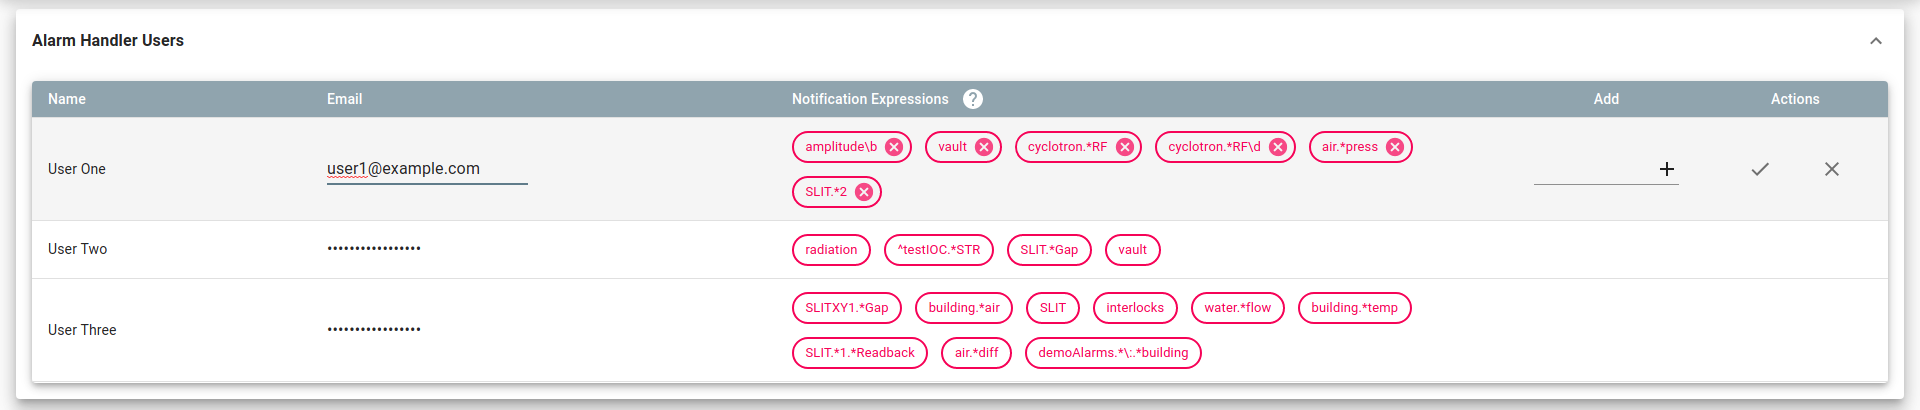 Alarm Handler Users
Name Email Notification Expressions ? Add Actions
amplitude\b vault cyclotron.*RF cyclotron.*RF\d air.*press
User One user1@example.com
SLIT.*2
User Two ••••••••••••••••• radiation ^testIOC.*STR SLIT.*Gap vault
SLITXY1.*Gap building.*air SLIT interlocks water.*flow building.*temp
User Three •••••••••••••••••
SLIT.*1.*Readback air.*diff demoAlarms.*\:.*building